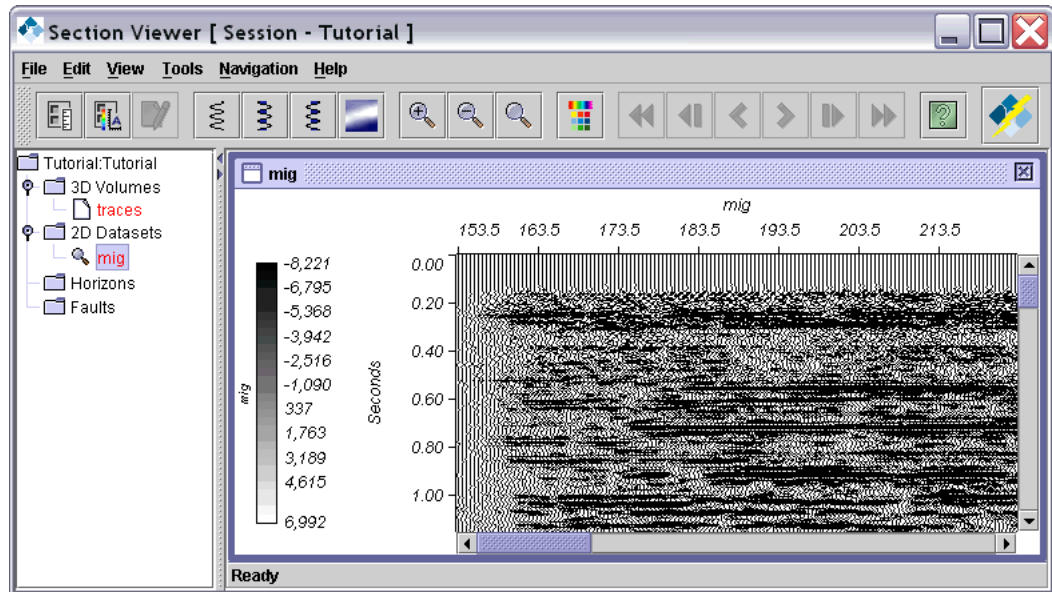 Section Viewer [ Session - Tutorial ]
File Edit View Tools Navigation Help
Tutorial:Tutorial
3D Volumes
traces
2D Datasets
mig
Horizons
Faults
mig
mig
153.5 163.5 173.5 183.5 193.5 203.5 213.5
-8,221
-6,795
-5,368
-3,942
-2,516
-1,090
337
1,763
3,189
4,615
6,992
mig
Seconds
0.00
0.20
0.40
0.60
0.80
1.00
Ready